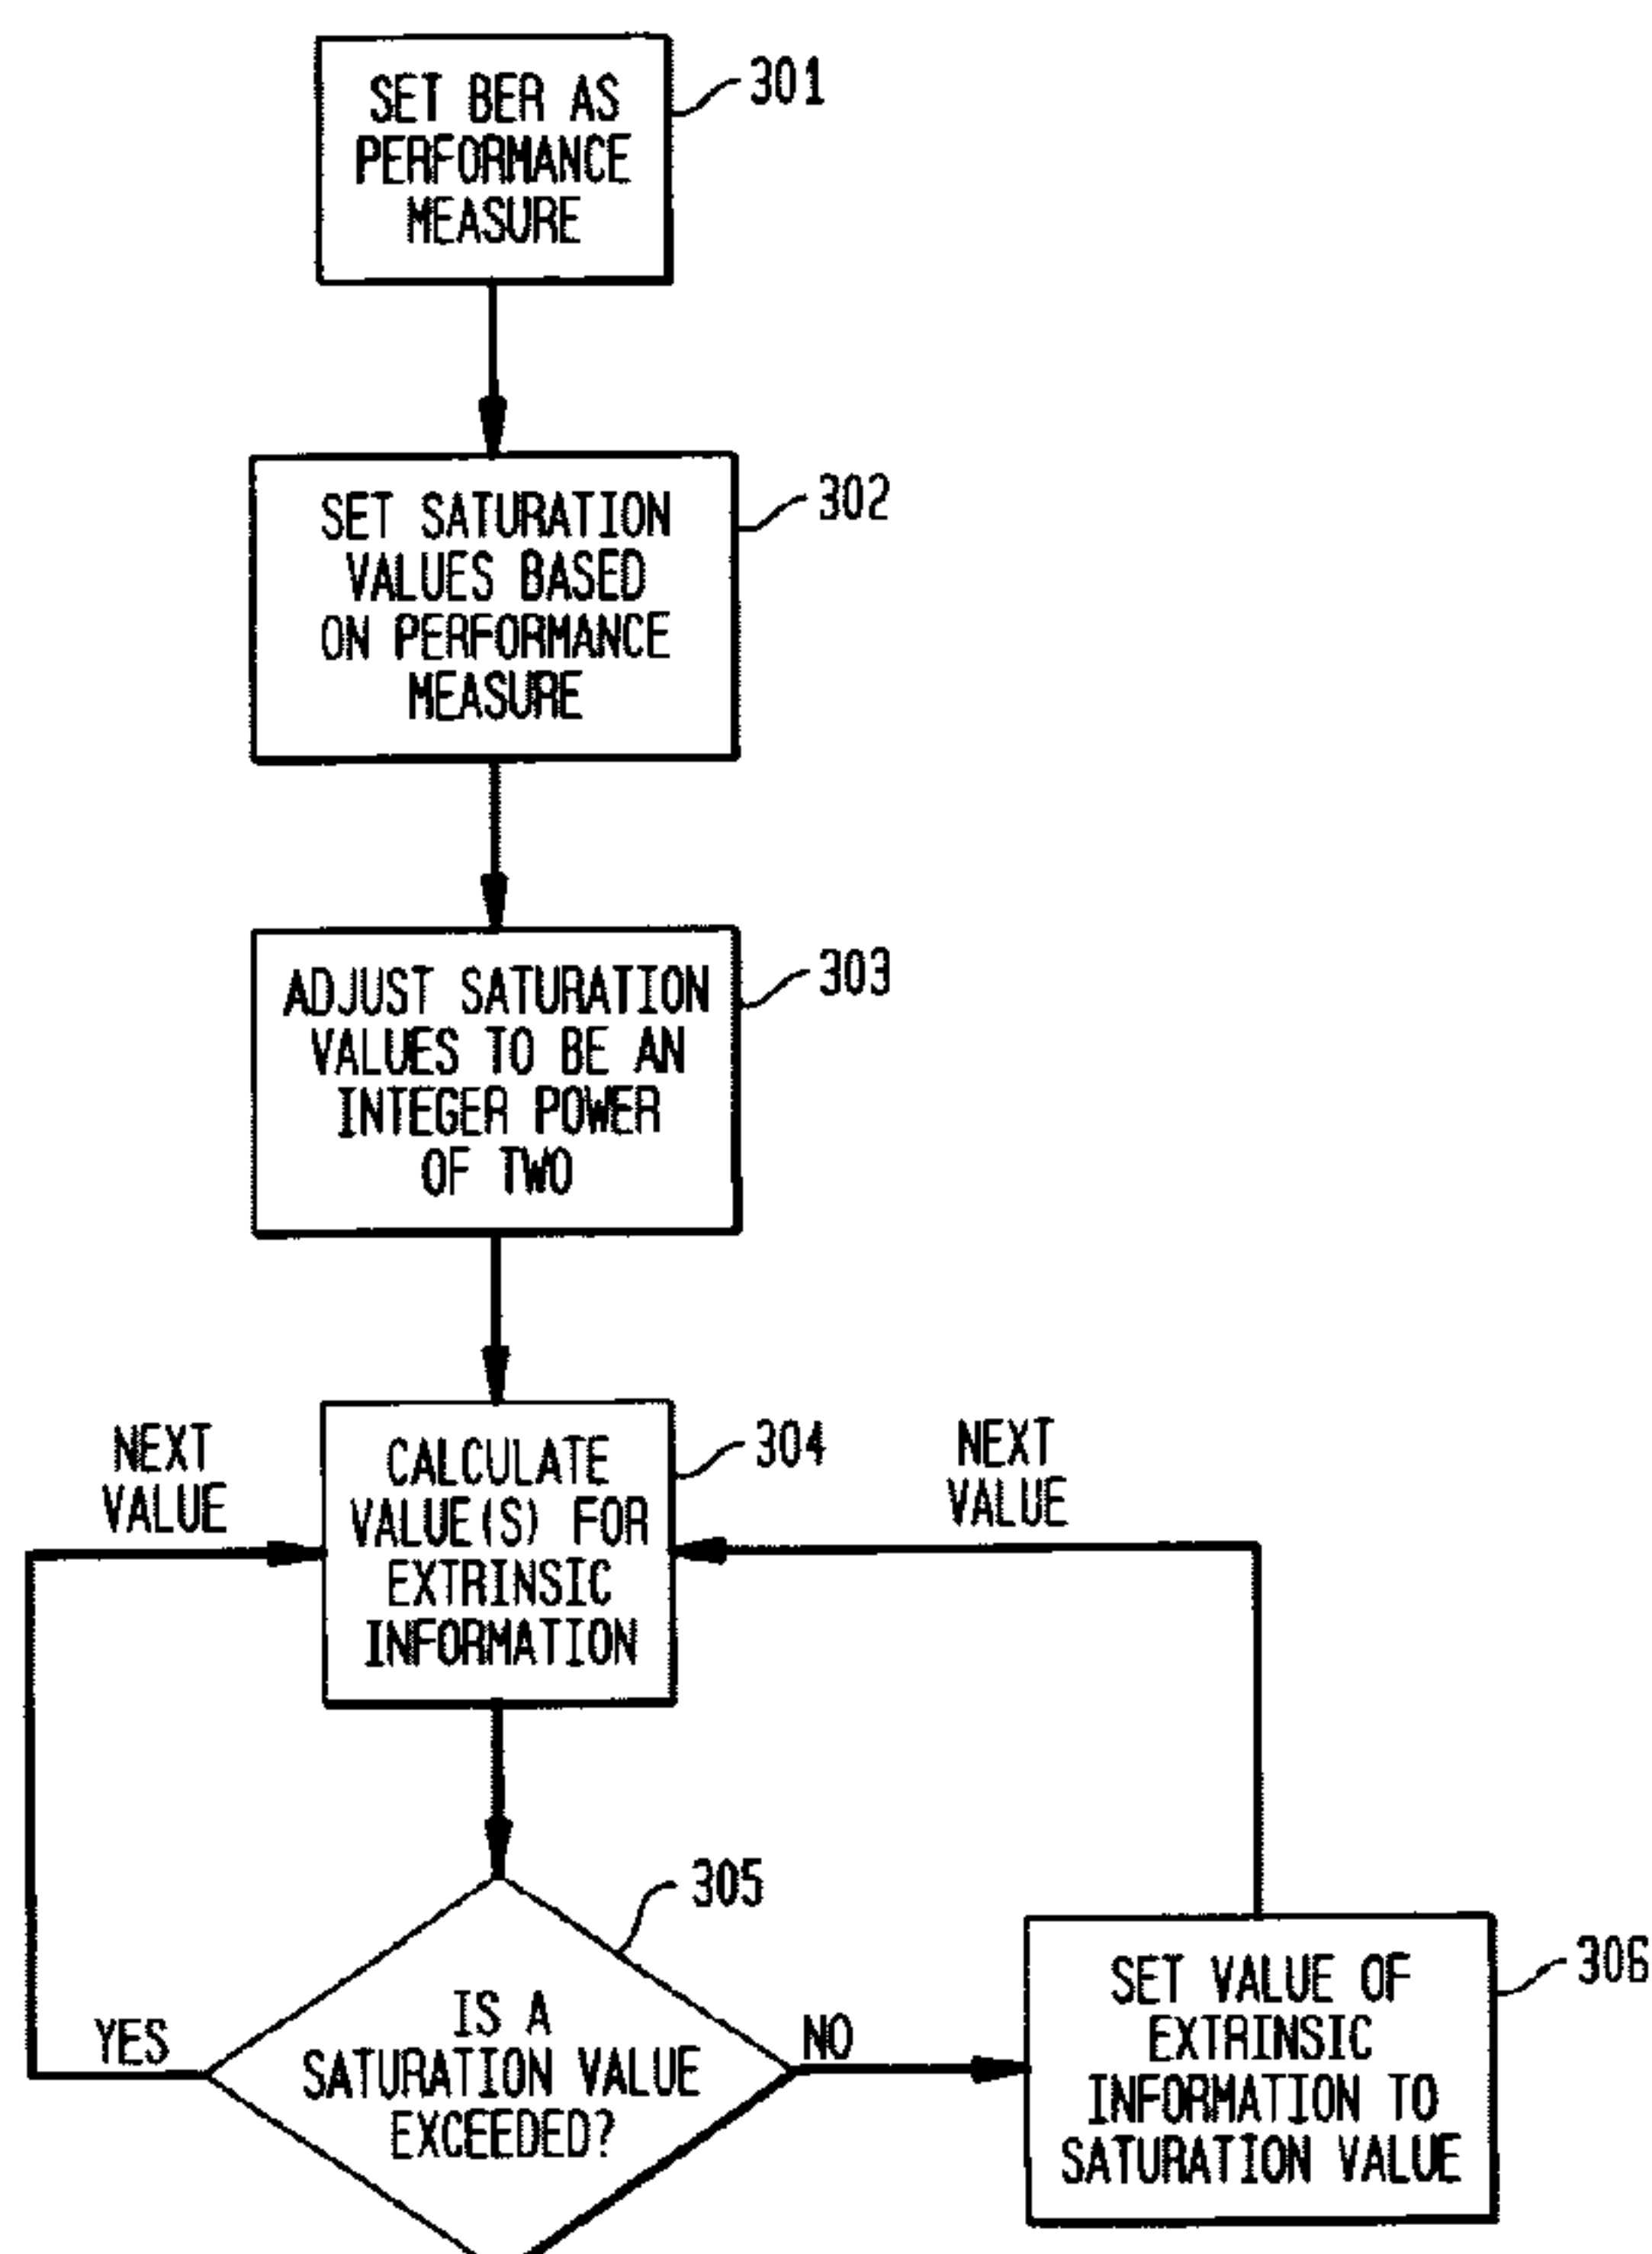 SET BER AS
PERFORMANCE
MEASURE
301
SET SATURATION
VALUES BASED
ON PERFORMANCE
MEASURE
302
ADJUST SATURATION
VALUES TO BE AN
INTEGER POWER
OF TWO
303
NEXT
VALUE
CALCULATE
VALUE(S) FOR
EXTRINSIC
INFORMATION
304
NEXT
VALUE
305
YES
IS A
SATURATION VALUE
EXCEEDED?
NO
SET VALUE OF
EXTRINSIC
INFORMATION TO
SATURATION VALUE
306